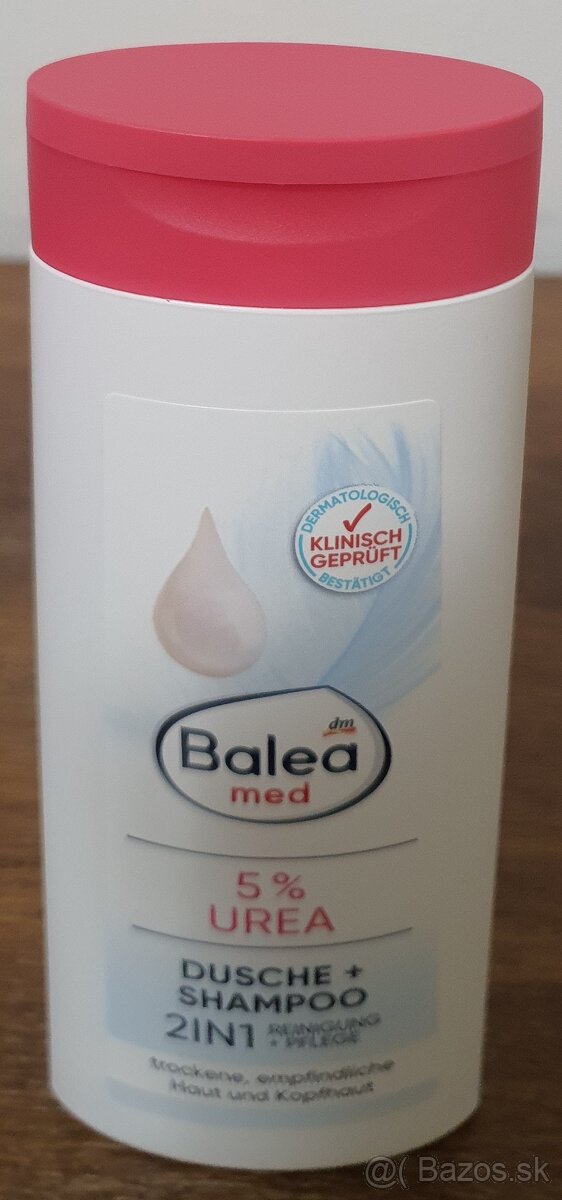 DERMATOLOGISCH
KLINISCH
GEPRÜFT
BESTÄTIGT
dm
Balea
med
5 %
UREA
DUSCHE +
SHAMPOO
2IN1 REINIGUNG
+ PFLEGE
trockene, empfindliche
Haut und Kopfhaut
@( Bazos.sk